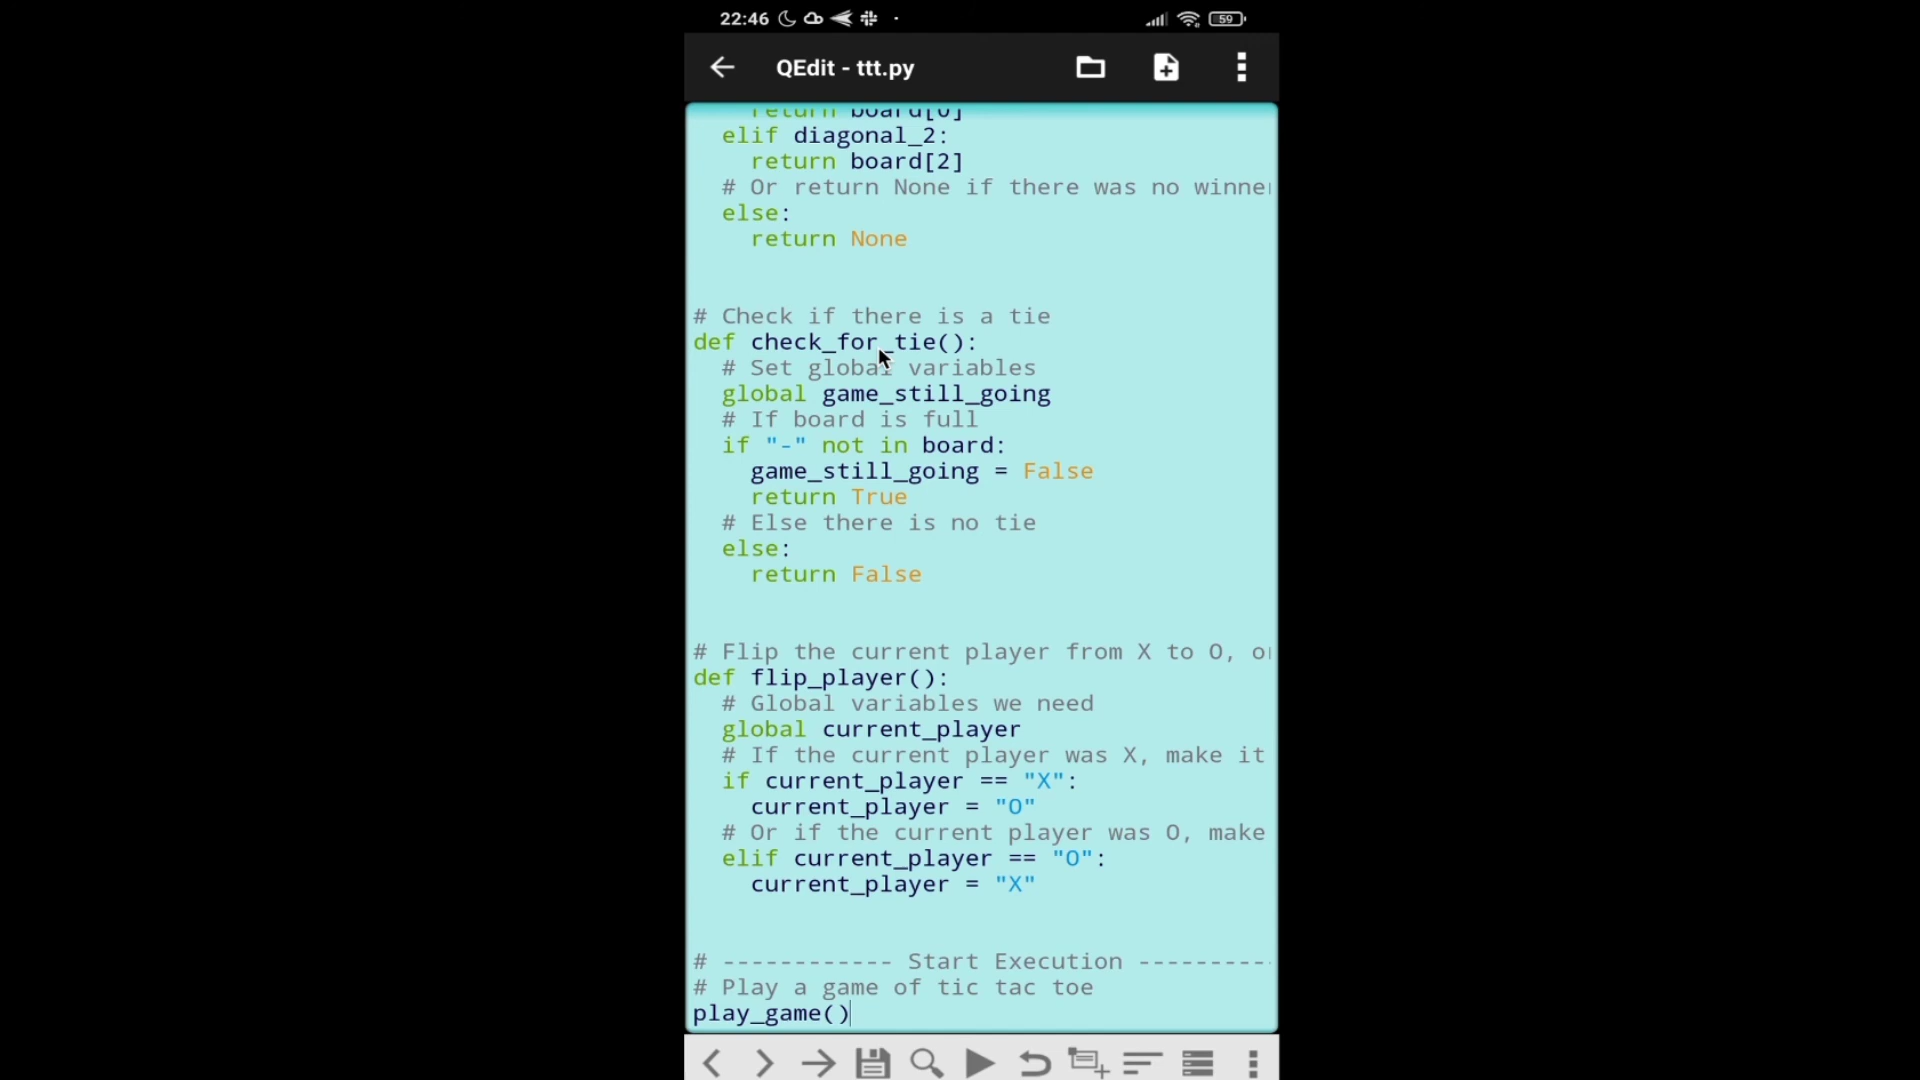 22:46
59
QEdit - ttt.py
return board[0]
elif diagonal_2:
return board[2]
# Or return None if there was no winner
else:
return None
# Check if there is a tie
def check_for_tie():
# Set global variables
global game_still_going
# If board is full
if "-" not in board:
game_still_going = False
return True
# Else there is no tie
else:
return False
# Flip the current player from X to O, or
def flip_player():
# Global variables we need
global current_player
# If the current player was X, make it
if current_player == "X":
current_player = "O"
# Or if the current player was O, make
elif current_player == "O":
current_player = "X"
# ------------ Start Execution ---------
# Play a game of tic tac toe
play_game()